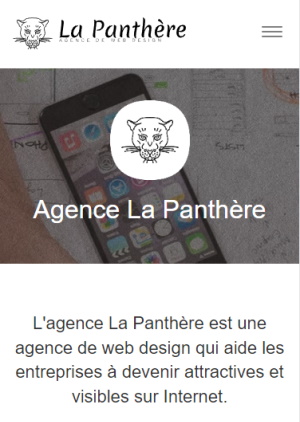 La Panthère
AGENCE DE WEB DESIGN
Agence La Panthère
L'agence La Panthère est une
agence de web design qui aide les
entreprises à devenir attractives et
visibles sur Internet.